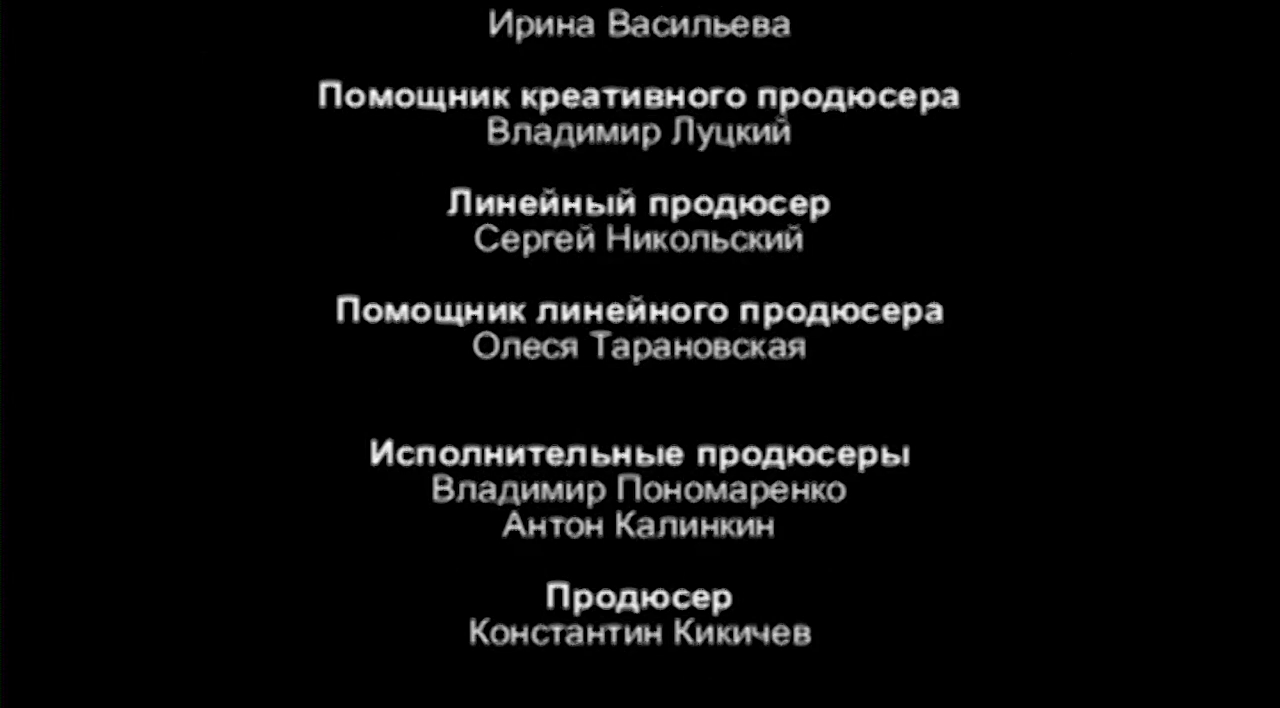 Ирина Васильева
Помощник креативного продюсера
Владимир Луцкий
Линейный продюсер
Сергей Никольский
Помощник линейного продюсера
Олеся Тарановская
Исполнительные продюсеры
Владимир Пономаренко
Антон Калинкин
Продюсер
Константин Кикичев